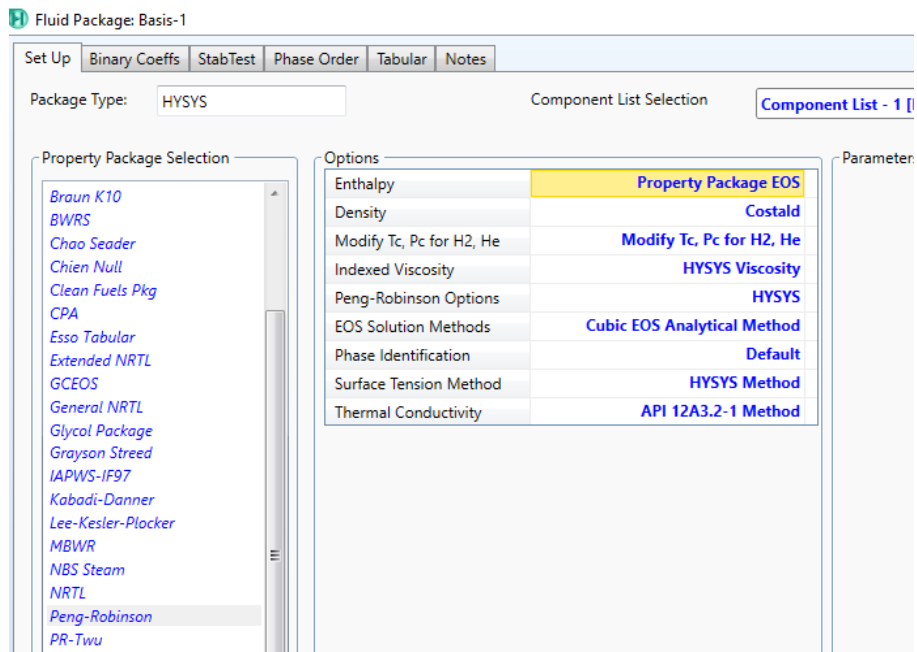 Fluid Package: Basis-1
Set Up Binary Coeffs StabTest Phase Order Tabular Notes
Package Type: HYSYS Component List Selection Component List - 1 [
Property Package Selection
Braun K10
BWRS
Chao Seader
Chien Null
Clean Fuels Pkg
CPA
Esso Tabular
Extended NRTL
GCEOS
General NRTL
Glycol Package
Grayson Streed
IAPWS-IF97
Kabadi-Danner
Lee-Kesler-Plocker
MBWR
NBS Steam
NRTL
Peng-Robinson
PR-Twu
Options
Enthalpy Property Package EOS
Density Costald
Modify Tc, Pc for H2, He Modify Tc, Pc for H2, He
Indexed Viscosity HYSYS Viscosity
Peng-Robinson Options HYSYS
EOS Solution Methods Cubic EOS Analytical Method
Phase Identification Default
Surface Tension Method HYSYS Method
Thermal Conductivity API 12A3.2-1 Method
Parameters